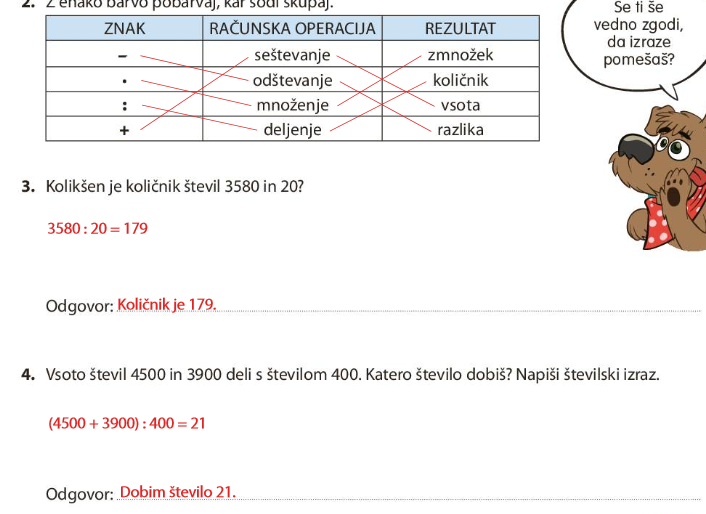 2. Z enako barvo pobarvaj, kar sodi skupaj.
Se ti še
vedno zgodi,
da izraze
pomešaš?
ZNAK RAČUNSKA OPERACIJA REZULTAT
– seštevanje zmnožek
· odštevanje količnik
: množenje vsota
+ deljenje razlika
3. Kolikšen je količnik števil 3580 in 20?
3580 : 20 = 179
Odgovor: Količnik je 179.
4. Vsoto števil 4500 in 3900 deli s številom 400. Katero število dobiš? Napiši številski izraz.
(4500 + 3900) : 400 = 21
Odgovor: Dobim število 21.